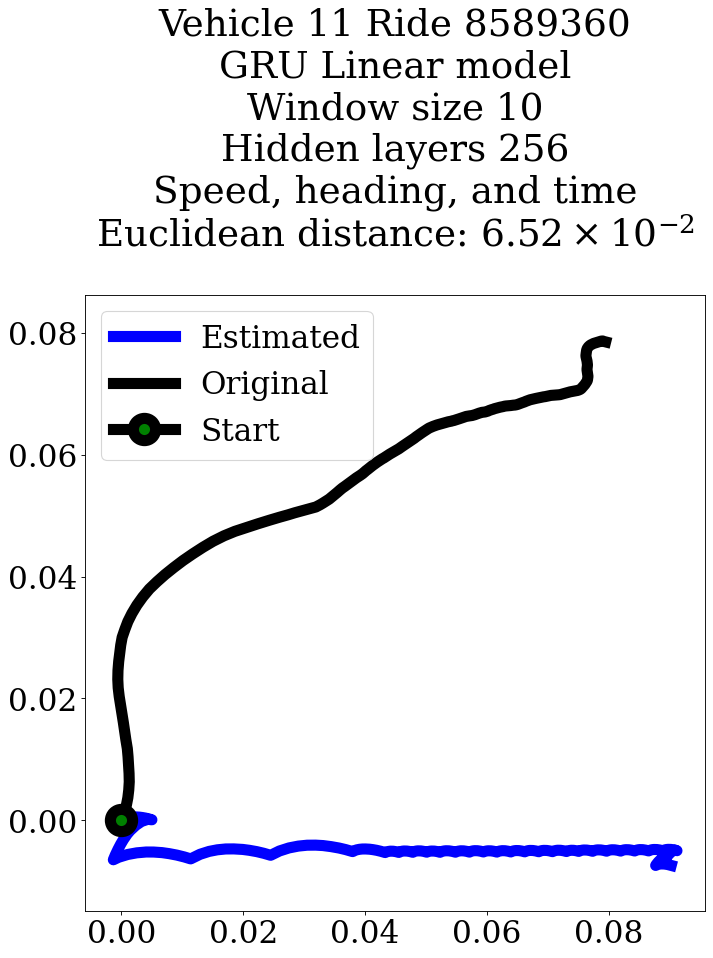 Vehicle 11 Ride 8589360
GRU Linear model
Window size 10
Hidden layers 256
Speed, heading, and time
Euclidean distance: 6.52 × 10⁻²
Estimated
Original
Start
0.08
0.06
0.04
0.02
0.00
0.00 0.02 0.04 0.06 0.08